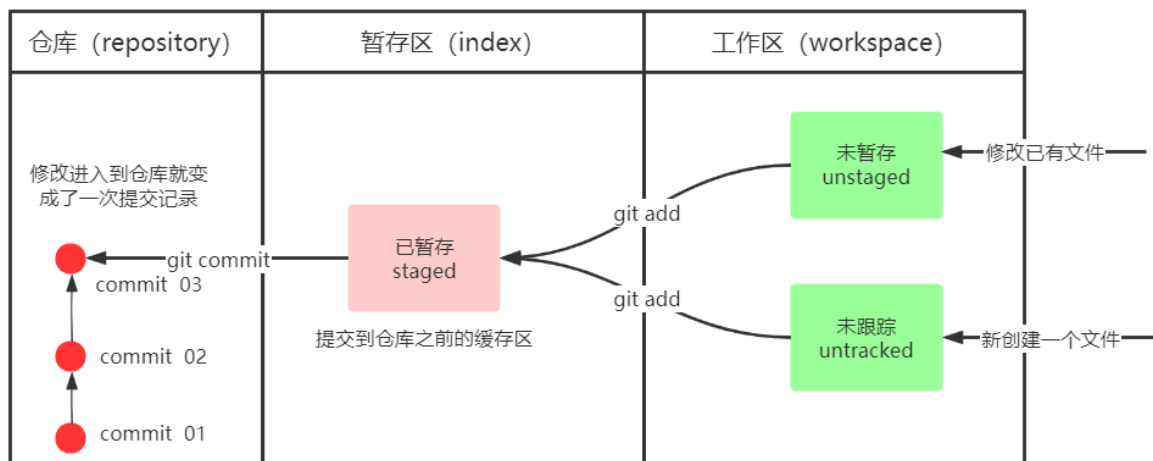 仓库（repository）
暂存区（index）
工作区（workspace）
修改进入到仓库就变
成了一次提交记录
git commit
commit 03
commit 02
commit 01
已暂存
staged
提交到仓库之前的缓存区
git add
git add
未暂存
unstaged
修改已有文件
未跟踪
untracked
新创建一个文件